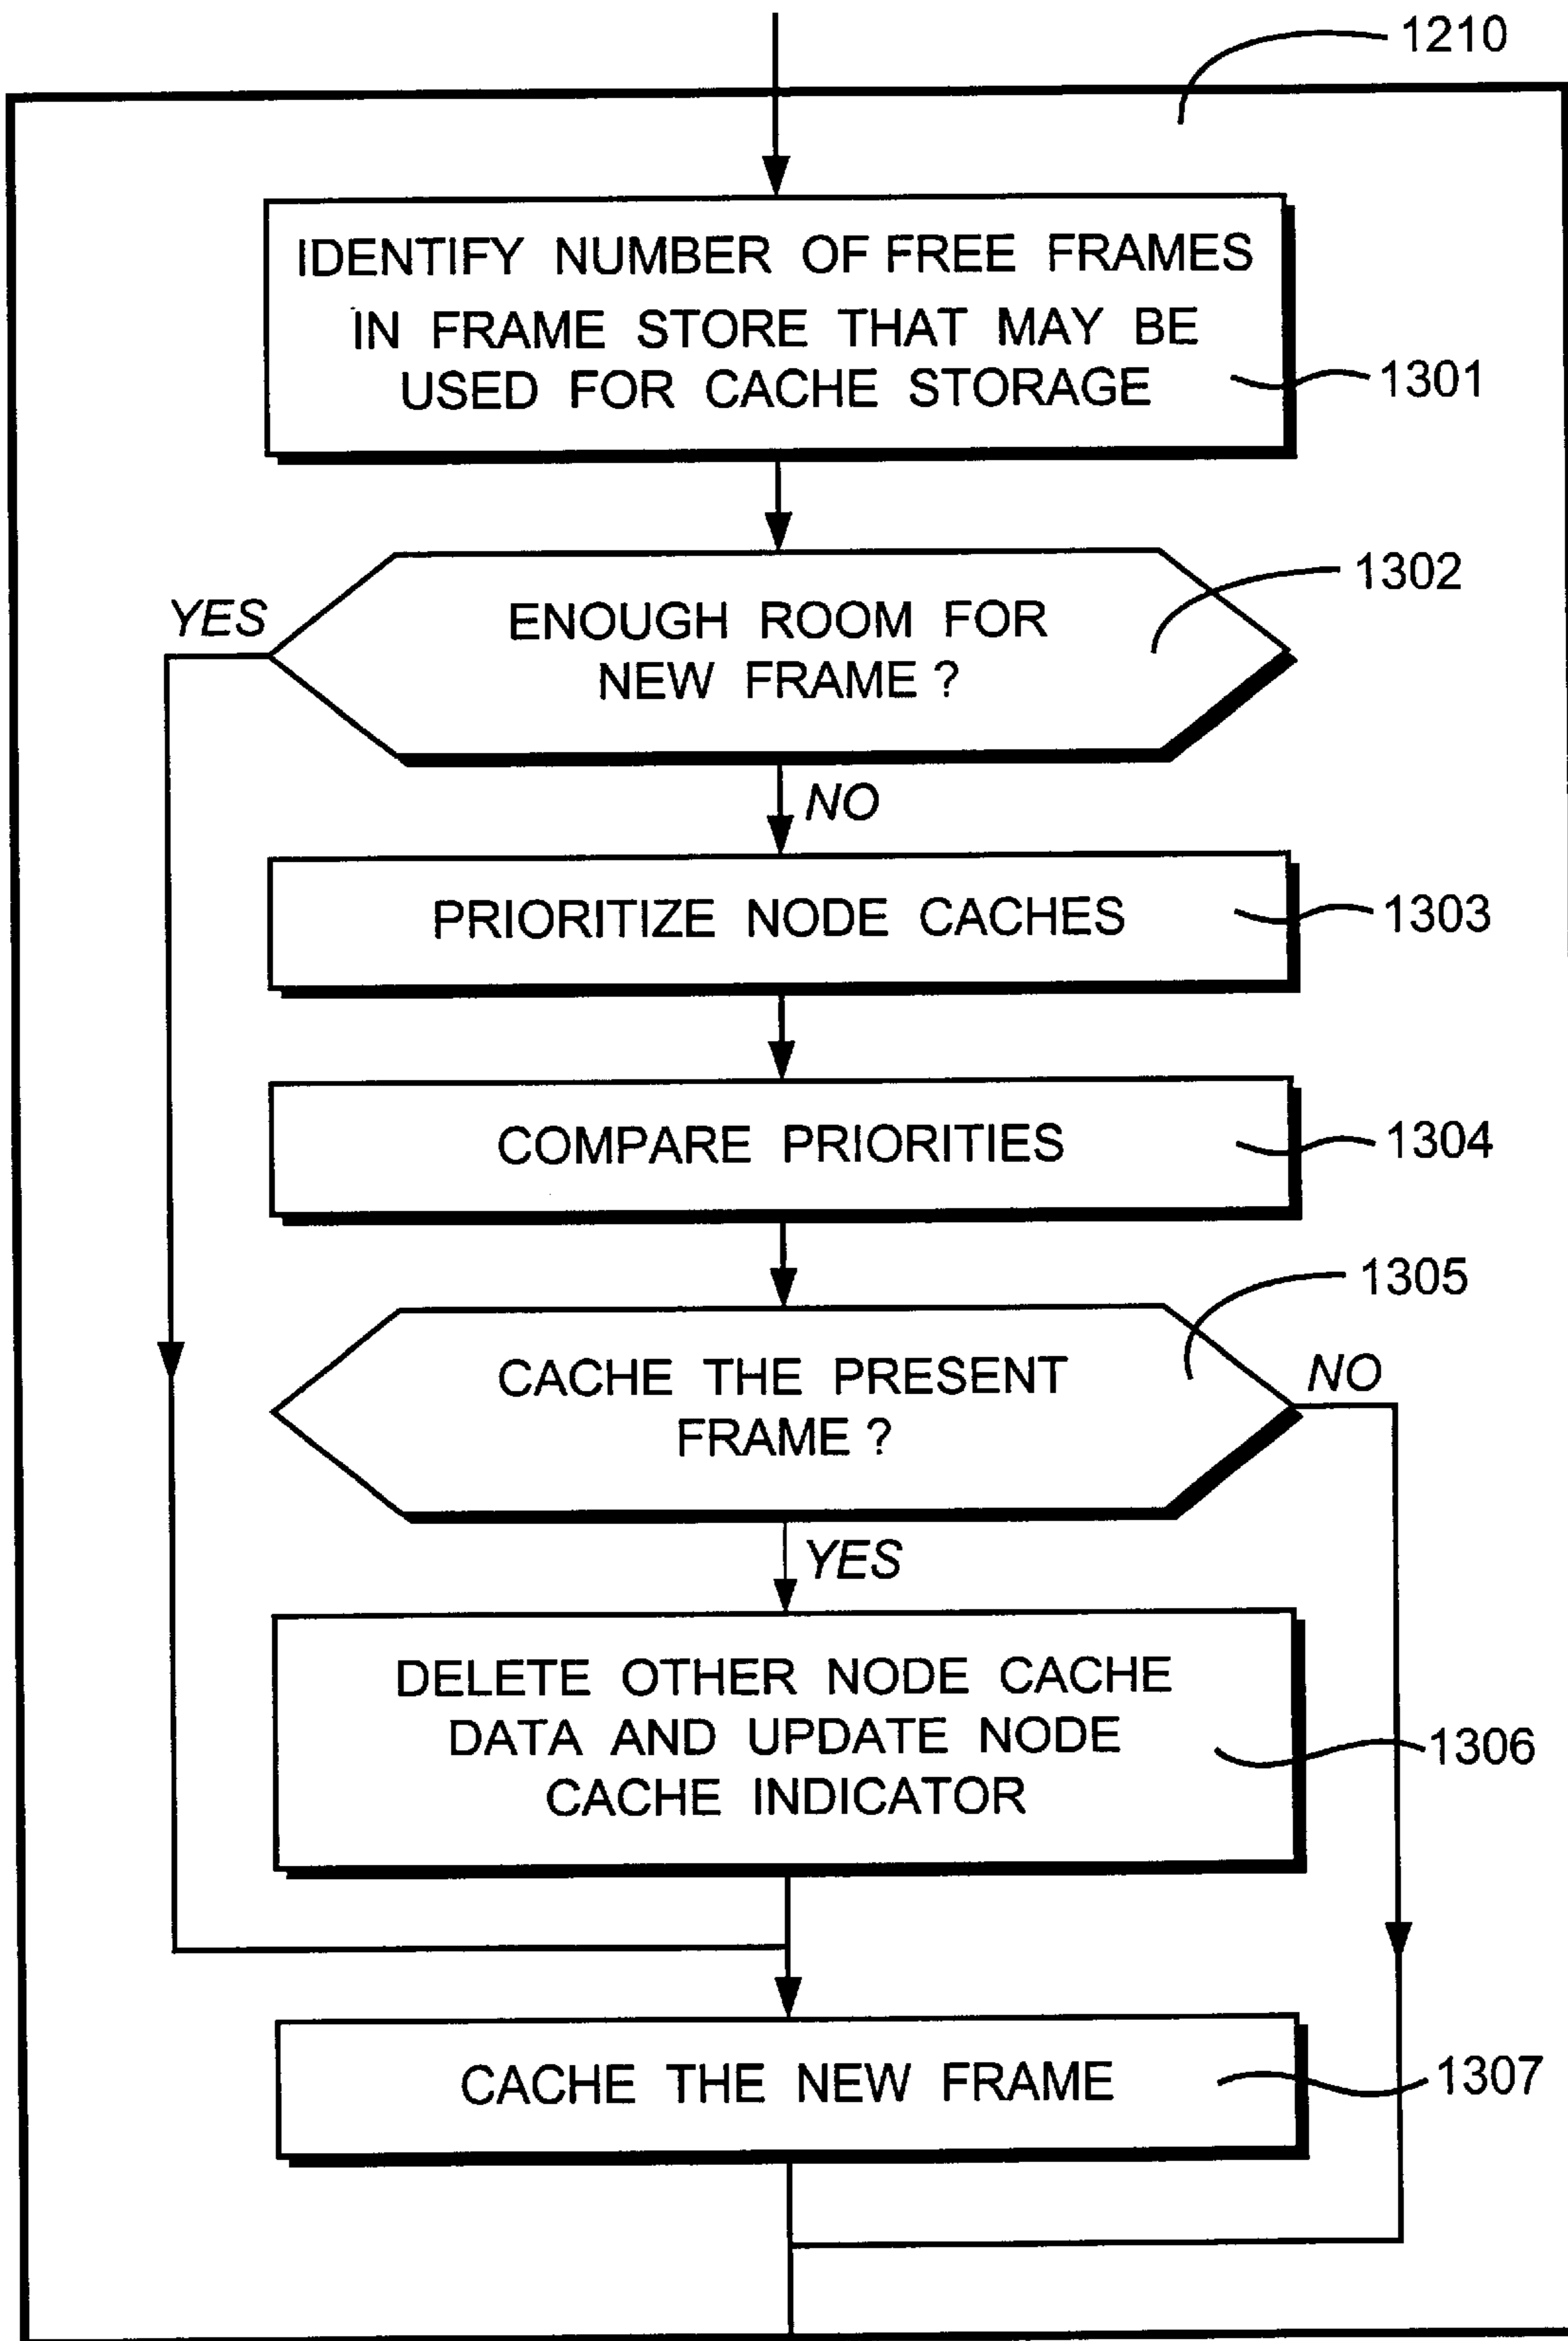 1210
IDENTIFY NUMBER OF FREE FRAMES
IN FRAME STORE THAT MAY BE
USED FOR CACHE STORAGE
1301
1302
YES
ENOUGH ROOM FOR
NEW FRAME ?
NO
PRIORITIZE NODE CACHES
1303
COMPARE PRIORITIES
1304
1305
CACHE THE PRESENT
FRAME ?
NO
YES
DELETE OTHER NODE CACHE
DATA AND UPDATE NODE
CACHE INDICATOR
1306
CACHE THE NEW FRAME
1307